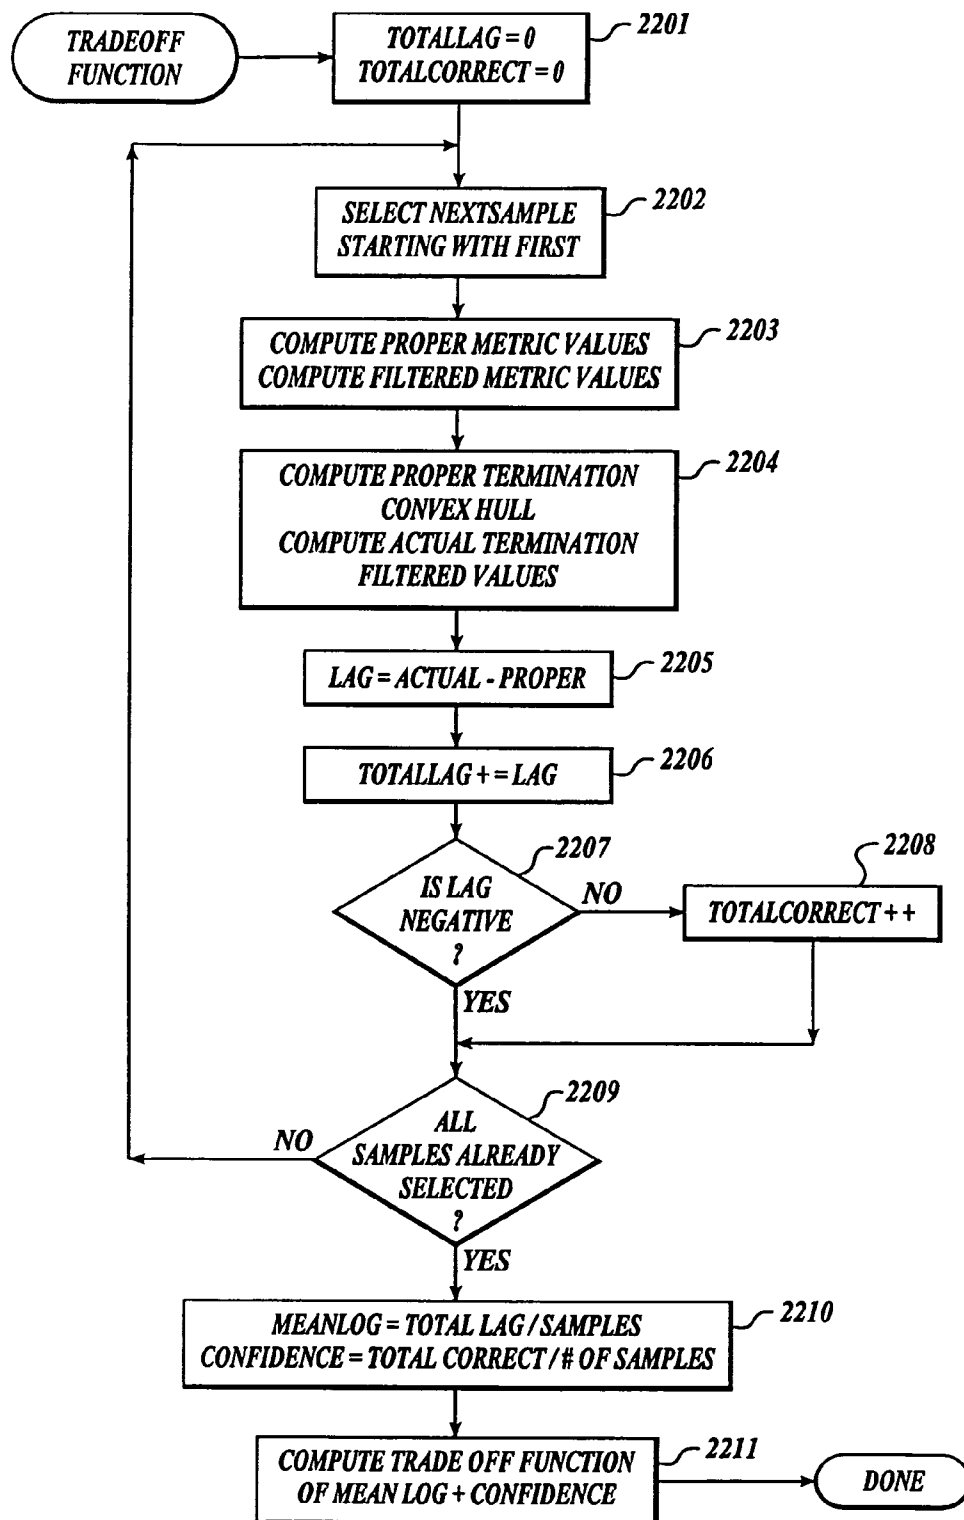 TRADEOFF
FUNCTION
TOTALLAG = 0
TOTALCORRECT = 0
2201
SELECT NEXTSAMPLE
STARTING WITH FIRST
2202
COMPUTE PROPER METRIC VALUES
COMPUTE FILTERED METRIC VALUES
2203
COMPUTE PROPER TERMINATION
CONVEX HULL
COMPUTE ACTUAL TERMINATION
FILTERED VALUES
2204
LAG = ACTUAL - PROPER
2205
TOTALLAG + = LAG
2206
IS LAG
NEGATIVE
?
2207
NO
TOTALCORRECT + +
2208
YES
ALL
SAMPLES ALREADY
SELECTED
?
2209
NO
YES
MEANLOG = TOTAL LAG / SAMPLES
CONFIDENCE = TOTAL CORRECT / # OF SAMPLES
2210
COMPUTE TRADE OFF FUNCTION
OF MEAN LOG + CONFIDENCE
2211
DONE